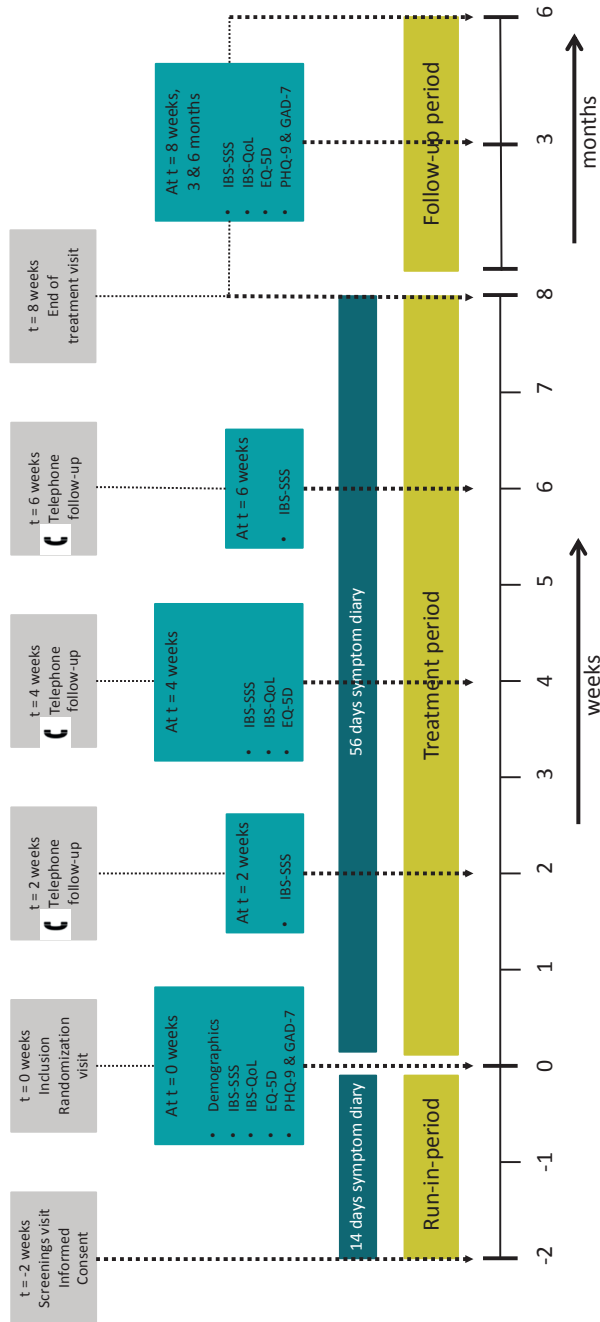 t = -2 weeks
Screenings visit
Informed
Consent
t = 0 weeks
Inclusion
Randomization
visit
t = 2 weeks
Telephone
follow-up
t = 4 weeks
Telephone
follow-up
t = 6 weeks
Telephone
follow-up
t = 8 weeks
End of
treatment visit
At t = 0 weeks
• Demographics
• IBS-SSS
• IBS-QoL
• EQ-5D
• PHQ-9 & GAD-7
At t = 2 weeks
• IBS-SSS
At t = 4 weeks
• IBS-SSS
• IBS-QoL
• EQ-5D
At t = 6 weeks
• IBS-SSS
At t = 8 weeks,
3 & 6 months
• IBS-SSS
• IBS-QoL
• EQ-5D
• PHQ-9 & GAD-7
14 days symptom diary
56 days symptom diary
Run-in-period
Treatment period
Follow-up period
-2 -1 0 1 2 3 4 5 6 7 8 3 6
weeks
months